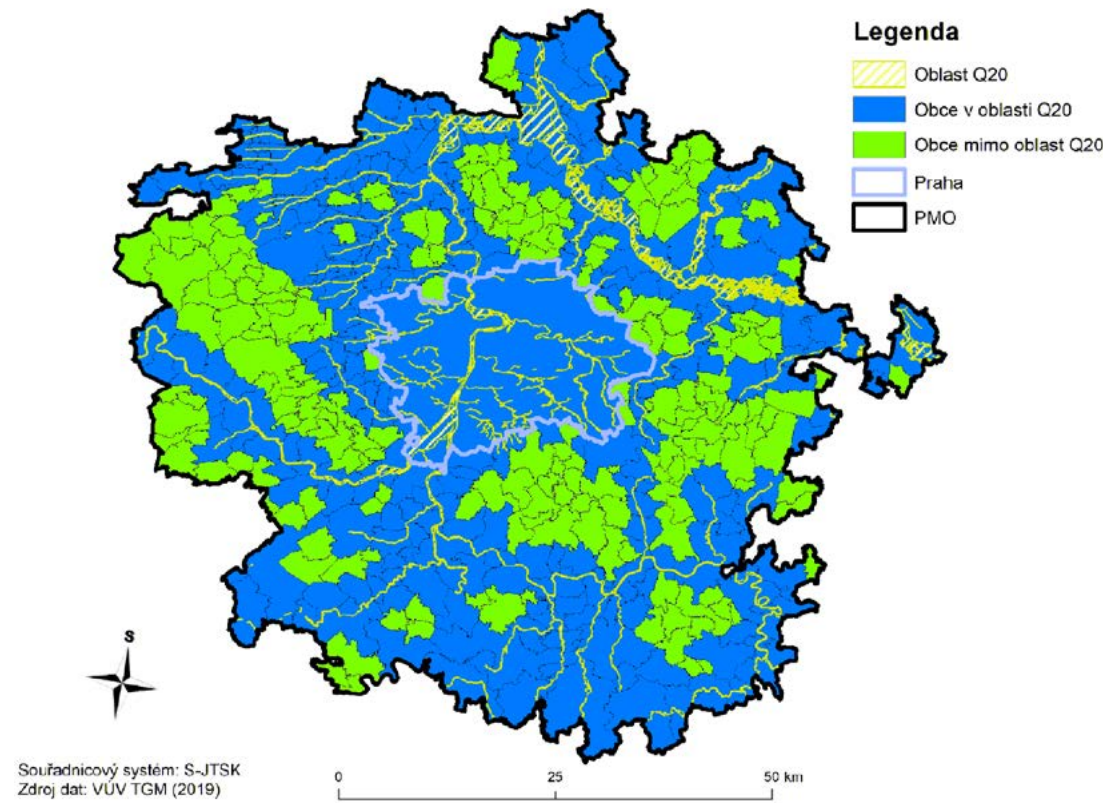 Legenda
Oblast Q20
Obce v oblasti Q20
Obce mimo oblast Q20
Praha
PMO
S
Souřadnicový systém: S-JTSK
Zdroj dat: VÚV TGM (2019)
0 25 50 km